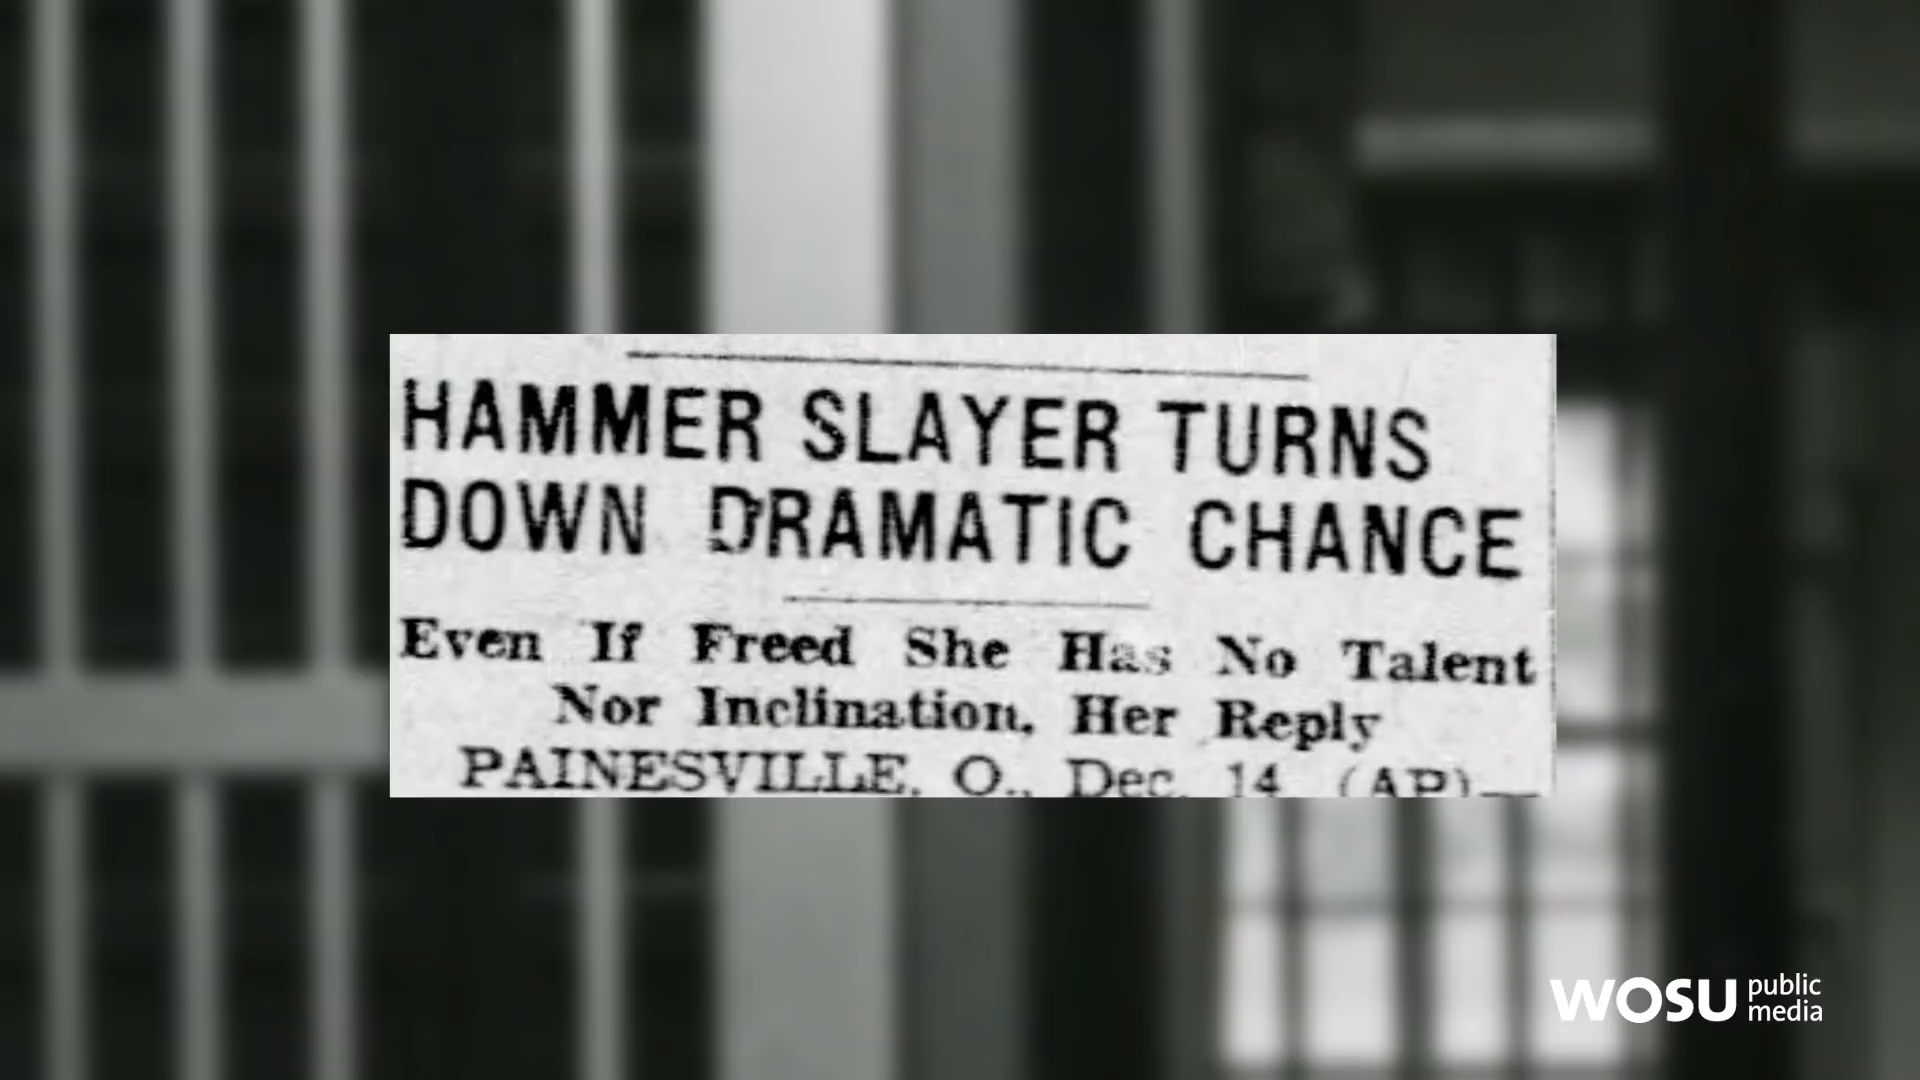 HAMMER SLAYER TURNS
DOWN DRAMATIC CHANCE
Even If Freed She Has No Talent
Nor Inclination, Her Reply
PAINESVILLE, O., Dec. 14 (AP)—
WOSU public
media